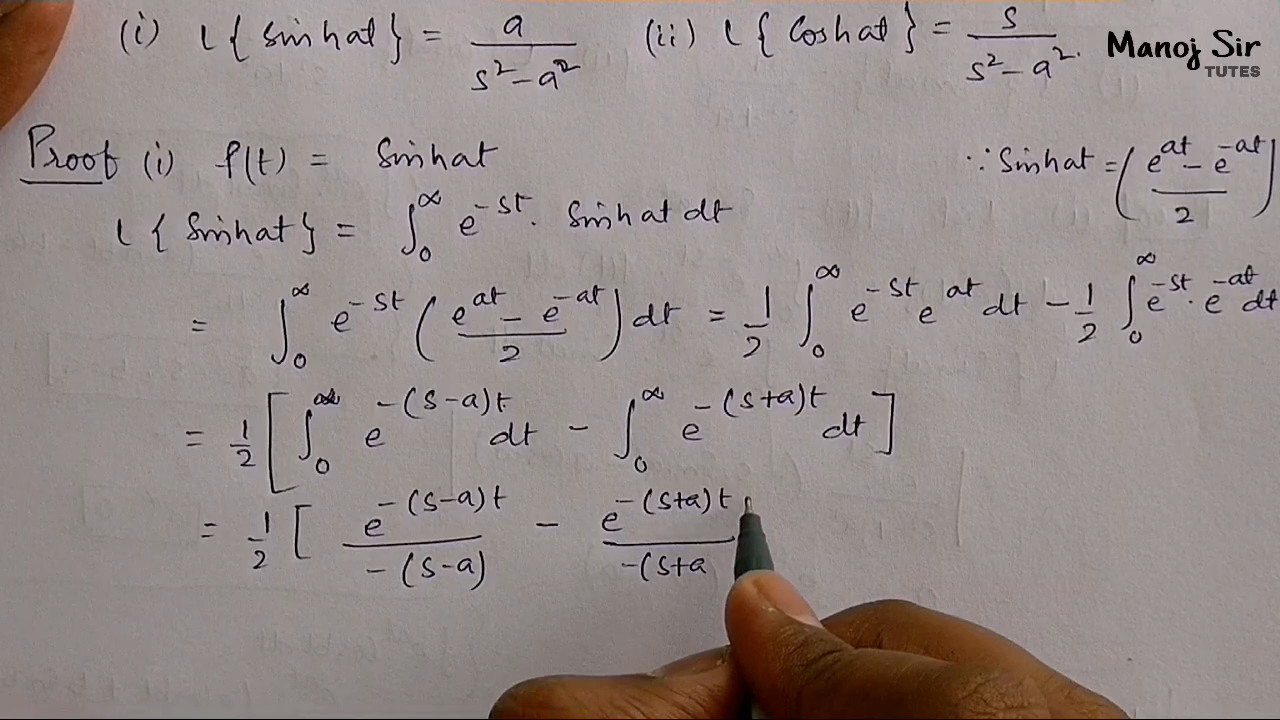 (i) L{Sinhat} = a/(s²-a²) (ii) L{Coshat} = s/(s²-a²).
Manoj Sir
TUTES
Proof (i) f(t) = Sinhat ∵ Sinhat = ((e^at - e^-at)/2)
L{Sinhat} = ∫₀^∞ e^-st . Sinhat dt
= ∫₀^∞ e^-st ((e^at - e^-at)/2) dt = 1/2 ∫₀^∞ e^-st e^at dt - 1/2 ∫₀^∞ e^-st . e^-at dt
= 1/2 [ ∫₀^∞ e^-(s-a)t dt - ∫₀^∞ e^-(s+a)t dt ]
= 1/2 [ e^-(s-a)t/-(s-a) - e^-(s+a)t/-(s+a